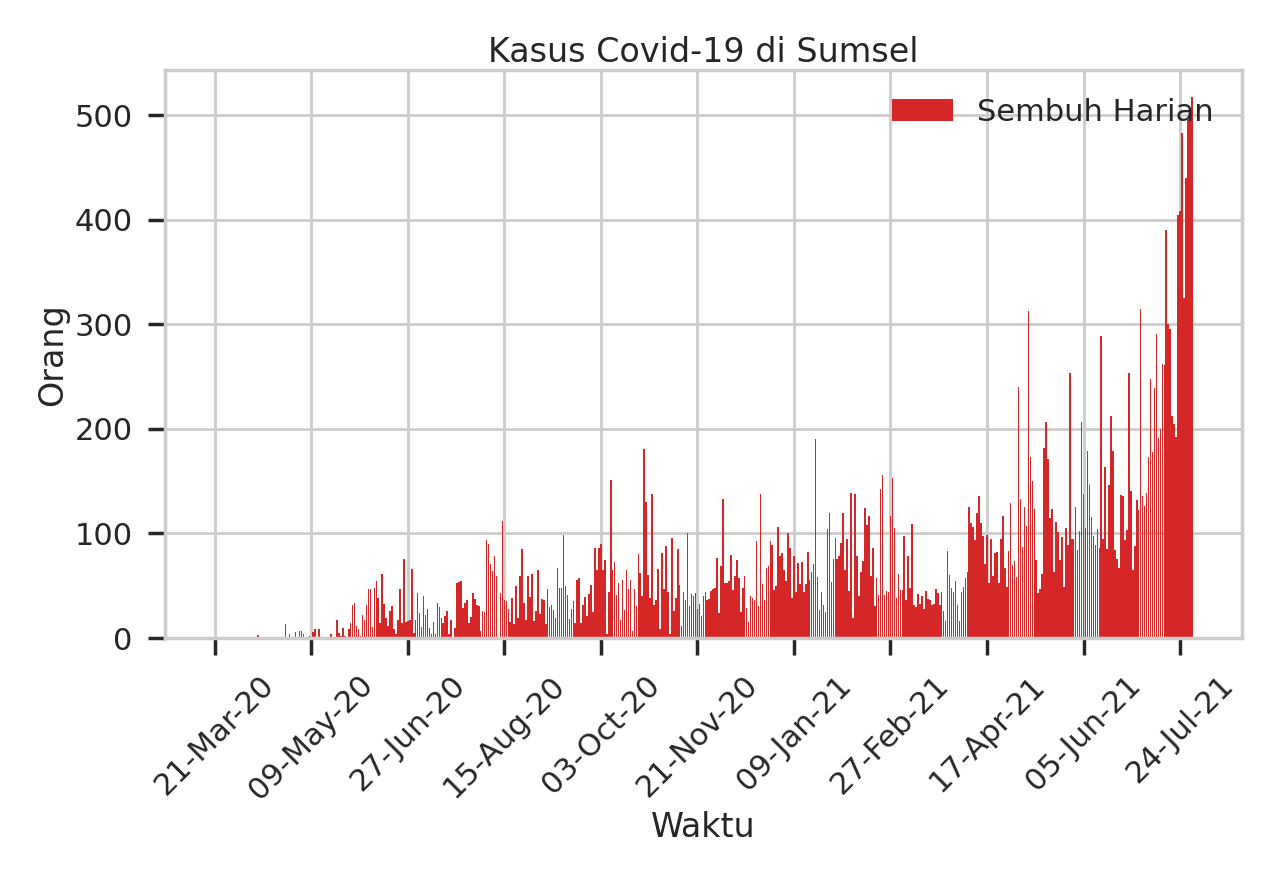 Kasus Covid-19 di Sumsel
Sembuh Harian
500
400
300
200
100
0
Orang
21-Mar-20
09-May-20
27-Jun-20
15-Aug-20
03-Oct-20
21-Nov-20
09-Jan-21
27-Feb-21
17-Apr-21
05-Jun-21
24-Jul-21
Waktu